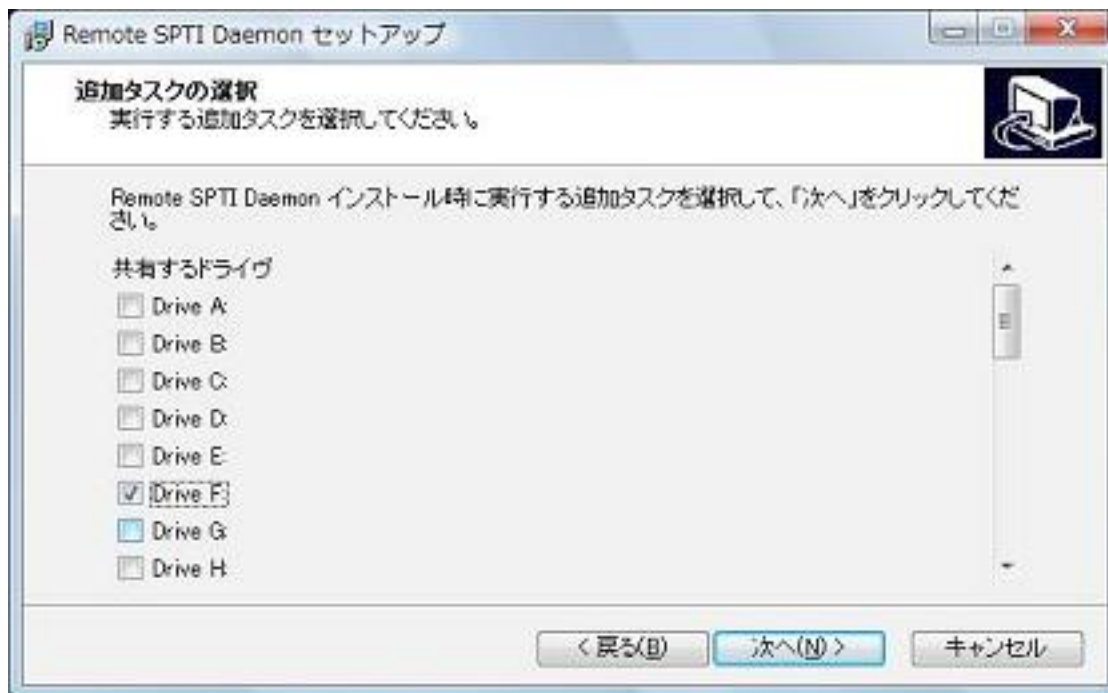 Remote SPTI Daemon セットアップ
追加タスクの選択
実行する追加タスクを選択してください。
Remote SPTI Daemon インストール時に実行する追加タスクを選択して、「次へ」をクリックしてくだ
さい。
共有するドライヴ
Drive A:
Drive B:
Drive C:
Drive D:
Drive E:
Drive F:
Drive G:
Drive H:
< 戻る(B)
次へ(N) >
キャンセル